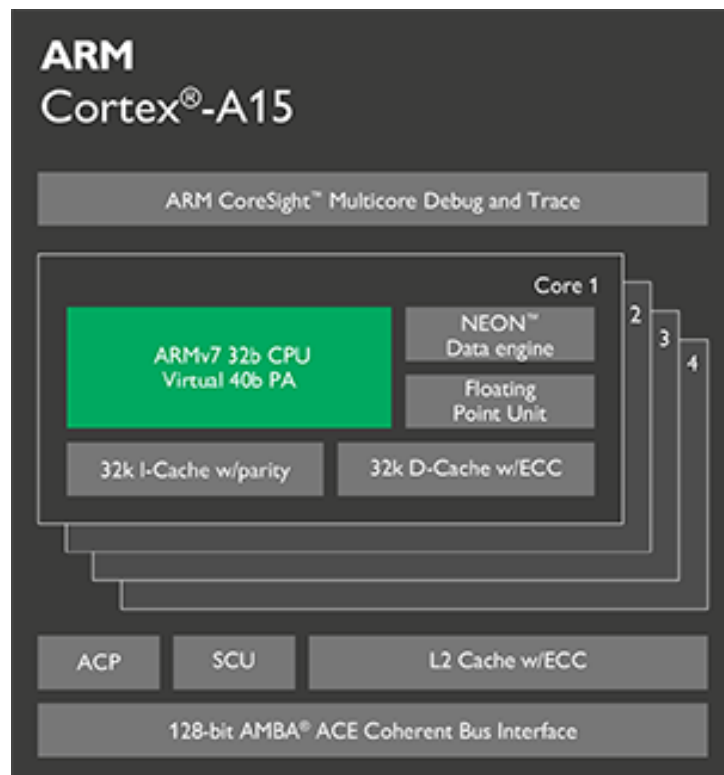 ARM
Cortex®-A15
ARM CoreSight™ Multicore Debug and Trace
Core 1
2
3
4
ARMv7 32b CPU
Virtual 40b PA
NEON™
Data engine
Floating
Point Unit
32k I-Cache w/parity
32k D-Cache w/ECC
ACP
SCU
L2 Cache w/ECC
128-bit AMBA® ACE Coherent Bus Interface